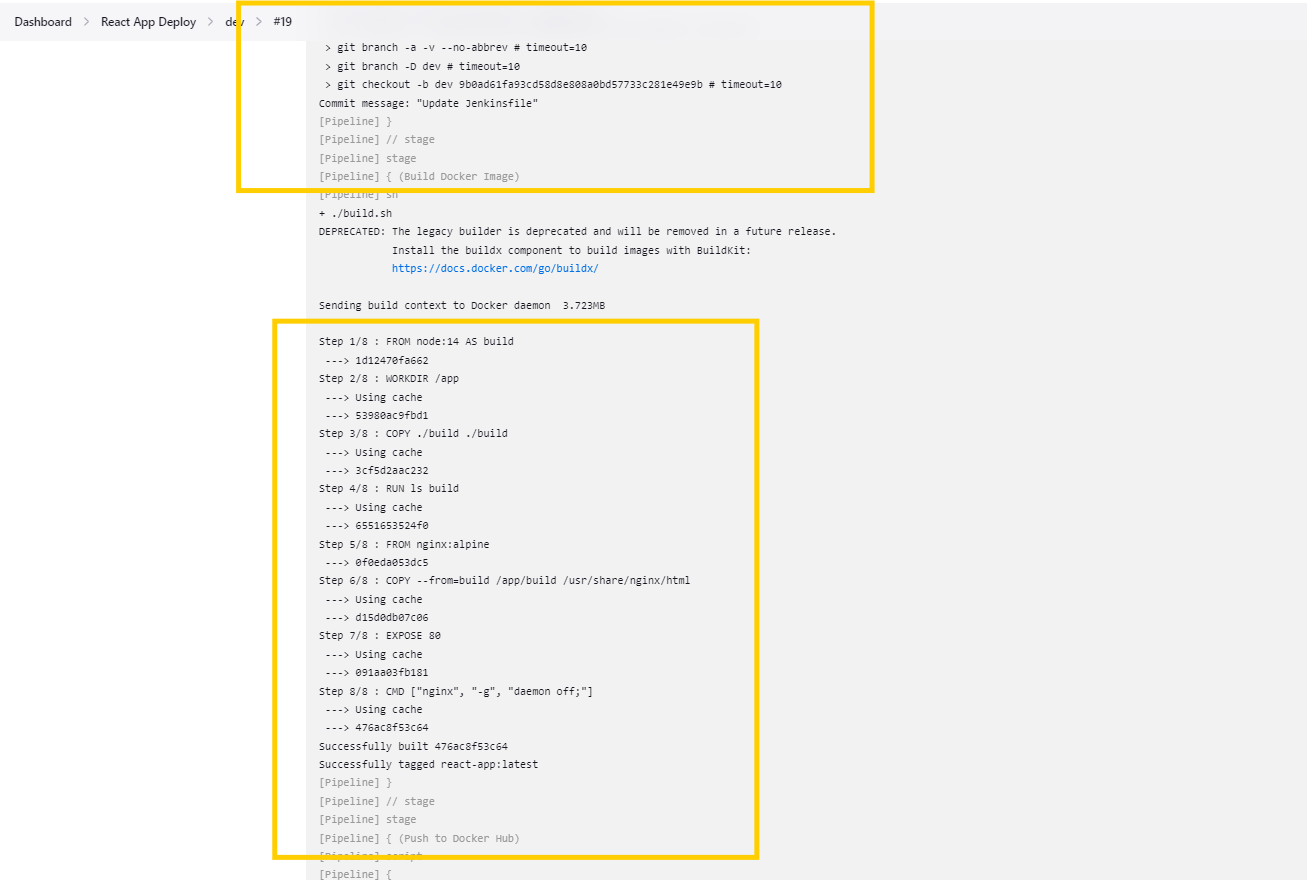 Dashboard > React App Deploy > dev > #19
> git branch -a -v --no-abbrev # timeout=10
> git branch -D dev # timeout=10
> git checkout -b dev 9b0ad61fa93cd58d8e808a0bd57733c281e49e9b # timeout=10
Commit message: "Update Jenkinsfile"
[Pipeline] }
[Pipeline] // stage
[Pipeline] stage
[Pipeline] { (Build Docker Image)
[Pipeline] sh
+ ./build.sh
DEPRECATED: The legacy builder is deprecated and will be removed in a future release.
Install the buildx component to build images with BuildKit:
https://docs.docker.com/go/buildx/
Sending build context to Docker daemon  3.723MB
Step 1/8 : FROM node:14 AS build
---> 1d12470fa662
Step 2/8 : WORKDIR /app
---> Using cache
---> 53980ac9fbd1
Step 3/8 : COPY ./build ./build
---> Using cache
---> 3cf5d2aac232
Step 4/8 : RUN ls build
---> Using cache
---> 6551653524f0
Step 5/8 : FROM nginx:alpine
---> 0f0eda053dc5
Step 6/8 : COPY --from=build /app/build /usr/share/nginx/html
---> Using cache
---> d15d0db07c06
Step 7/8 : EXPOSE 80
---> Using cache
---> 091aa03fb181
Step 8/8 : CMD ["nginx", "-g", "daemon off;"]
---> Using cache
---> 476ac8f53c64
Successfully built 476ac8f53c64
Successfully tagged react-app:latest
[Pipeline] }
[Pipeline] // stage
[Pipeline] stage
[Pipeline] { (Push to Docker Hub)
[Pipeline] script
[Pipeline] {